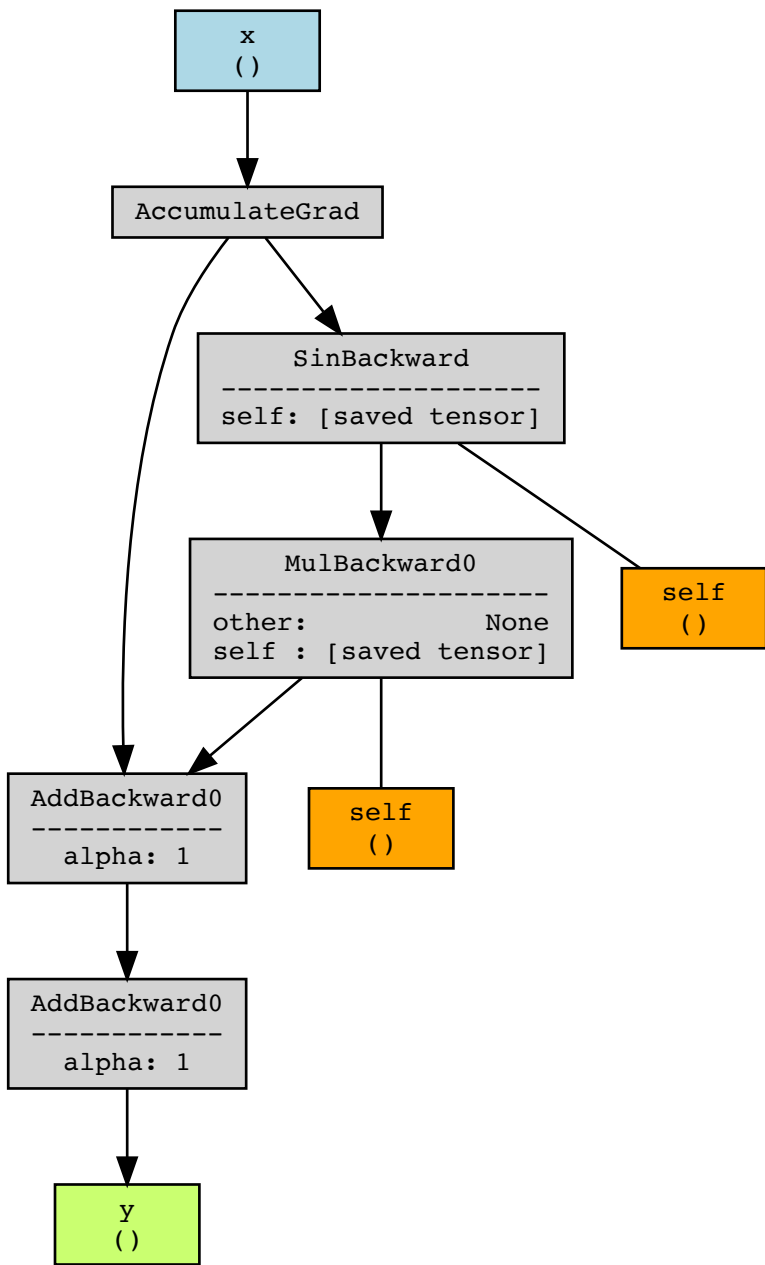 x
()
AccumulateGrad
SinBackward
--------------------
self: [saved tensor]
MulBackward0
---------------------
other:           None
self : [saved tensor]
self
()
AddBackward0
------------
alpha: 1
self
()
AddBackward0
------------
alpha: 1
y
()